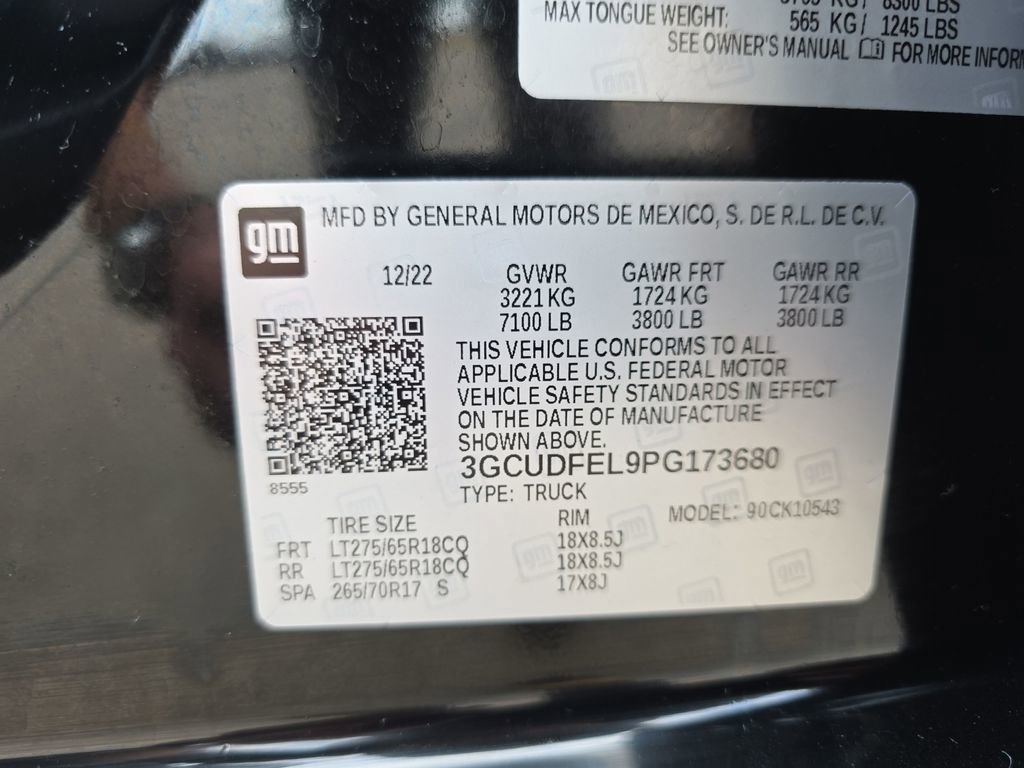 8300 LBS
MAX TONGUE WEIGHT: 565 KG/ 1245 LBS
SEE OWNER'S MANUAL FOR MORE
gm
MFD BY GENERAL MOTORS DE MEXICO, S. DE R.L. DE C.V.
12/22 GVWR GAWR FRT GAWR RR
3221 KG 1724 KG 1724 KG
7100 LB 3800 LB 3800 LB
THIS VEHICLE CONFORMS TO ALL
APPLICABLE U.S. FEDERAL MOTOR
VEHICLE SAFETY STANDARDS IN EFFECT
ON THE DATE OF MANUFACTURE
SHOWN ABOVE.
3GCUDFEL9PG173680
8555
TYPE: TRUCK
TIRE SIZE RIM MODEL: 90CK10543
FRT LT275/65R18CQ 18X8.5J
RR LT275/65R18CQ 18X8.5J
SPA 265/70R17 S 17X8J